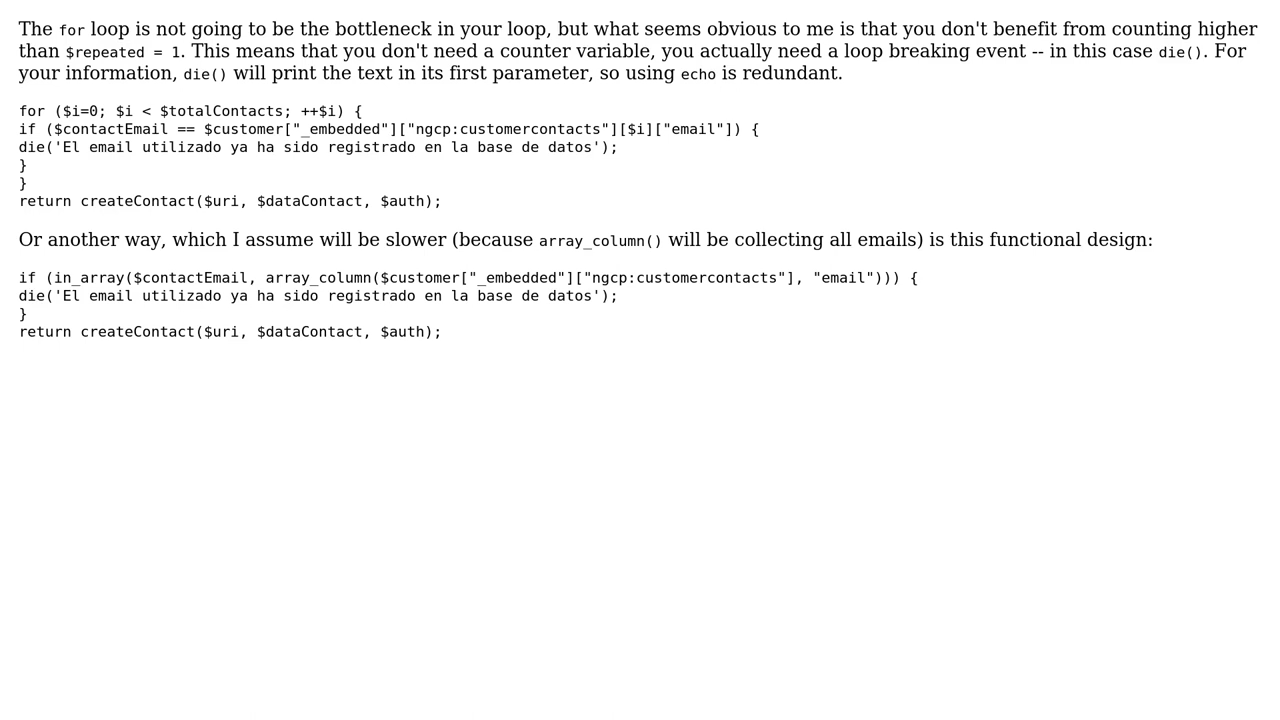 The for loop is not going to be the bottleneck in your loop, but what seems obvious to me is that you don't benefit from counting higher
than $repeated = 1. This means that you don't need a counter variable, you actually need a loop breaking event -- in this case die(). For
your information, die() will print the text in its first parameter, so using echo is redundant.
for ($i=0; $i < $totalContacts; ++$i) {
if ($contactEmail == $customer["_embedded"]["ngcp:customercontacts"][$i]["email"]) {
die('El email utilizado ya ha sido registrado en la base de datos');
}
}
return createContact($uri, $dataContact, $auth);
Or another way, which I assume will be slower (because array_column() will be collecting all emails) is this functional design:
if (in_array($contactEmail, array_column($customer["_embedded"]["ngcp:customercontacts"], "email"))) {
die('El email utilizado ya ha sido registrado en la base de datos');
}
return createContact($uri, $dataContact, $auth);